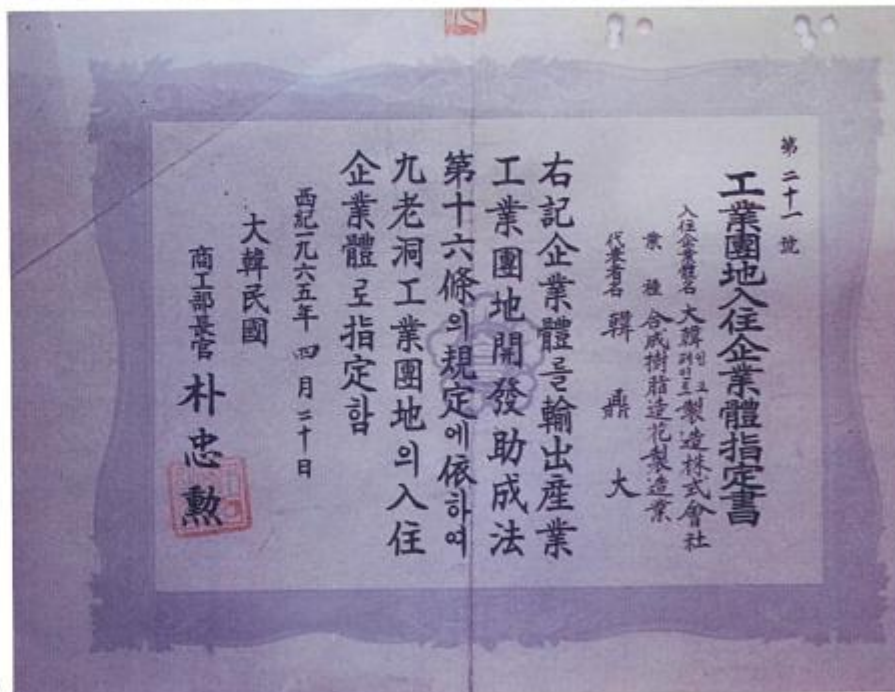 第二十一號
工業團地入住企業體指定書
入住企業體名 大韓 製造株式會社
業種 合成樹脂造花製造業
代表者名 韓鼎大
右記企業體를輸出産業
工業團地開發助成法
第十六條의規定에依하여
九老洞工業團地의入住
企業體로指定함
西紀一九六五年四月二十日
大韓民國
商工部長官 朴忠勲